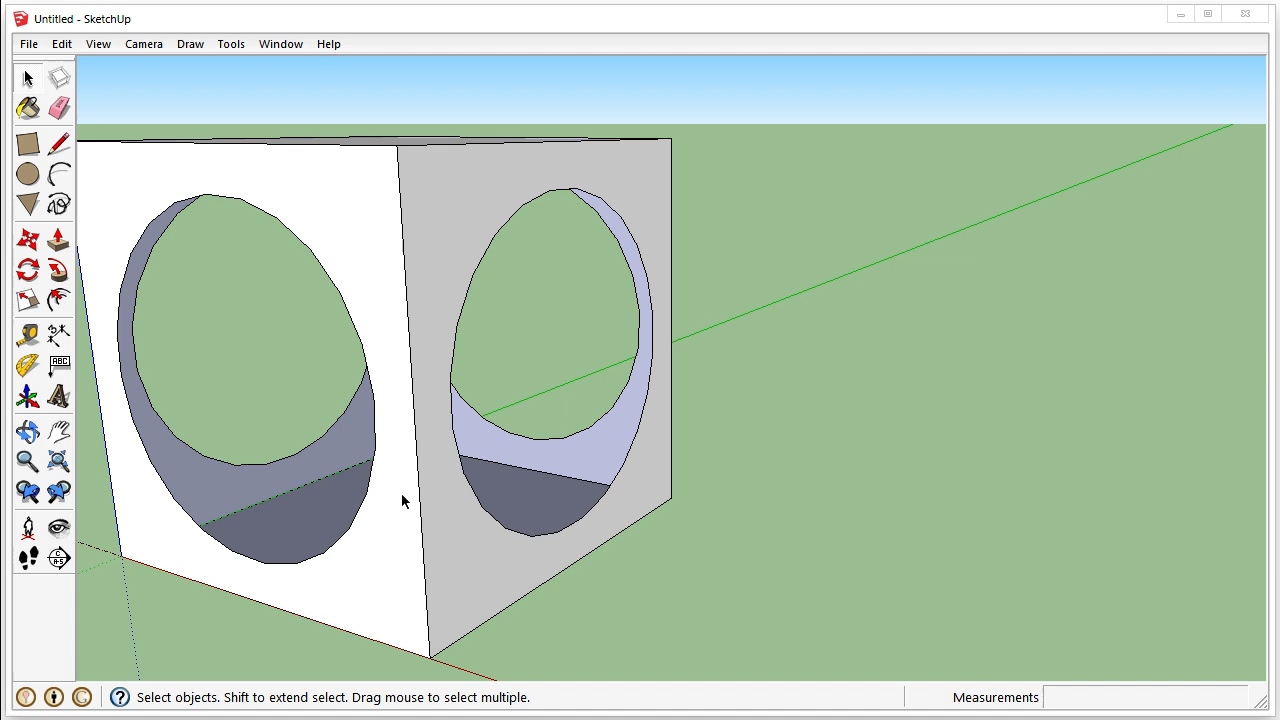 Untitled - SketchUp
File Edit View Camera Draw Tools Window Help
ABC
Select objects. Shift to extend select. Drag mouse to select multiple.
Measurements